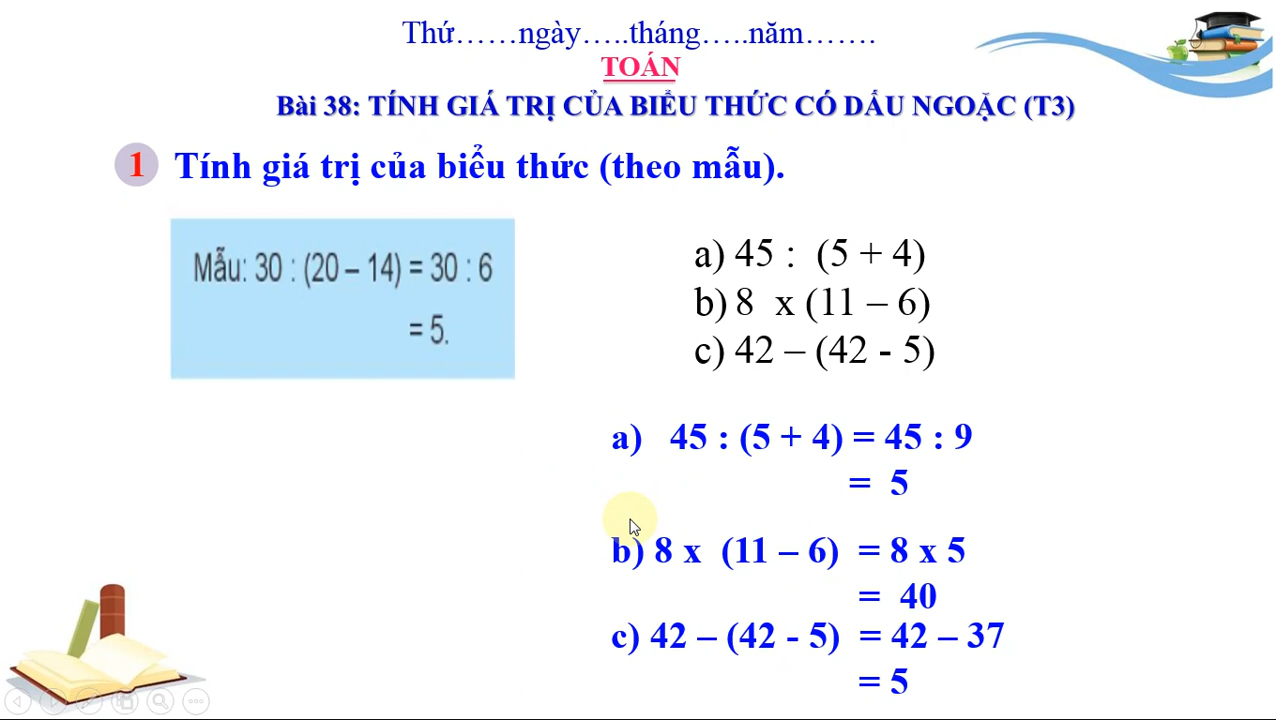 Thứ……ngày…..tháng…..năm…….
TOÁN
Bài 38: TÍNH GIÁ TRỊ CỦA BIỂU THỨC CÓ DẤU NGOẶC (T3)
1 Tính giá trị của biểu thức (theo mẫu).
Mẫu: 30 : (20 – 14) = 30 : 6
= 5.
a) 45 : (5 + 4)
b) 8 x (11 – 6)
c) 42 – (42 - 5)
a) 45 : (5 + 4) = 45 : 9
= 5
b) 8 x (11 – 6) = 8 x 5
= 40
c) 42 – (42 - 5) = 42 – 37
= 5